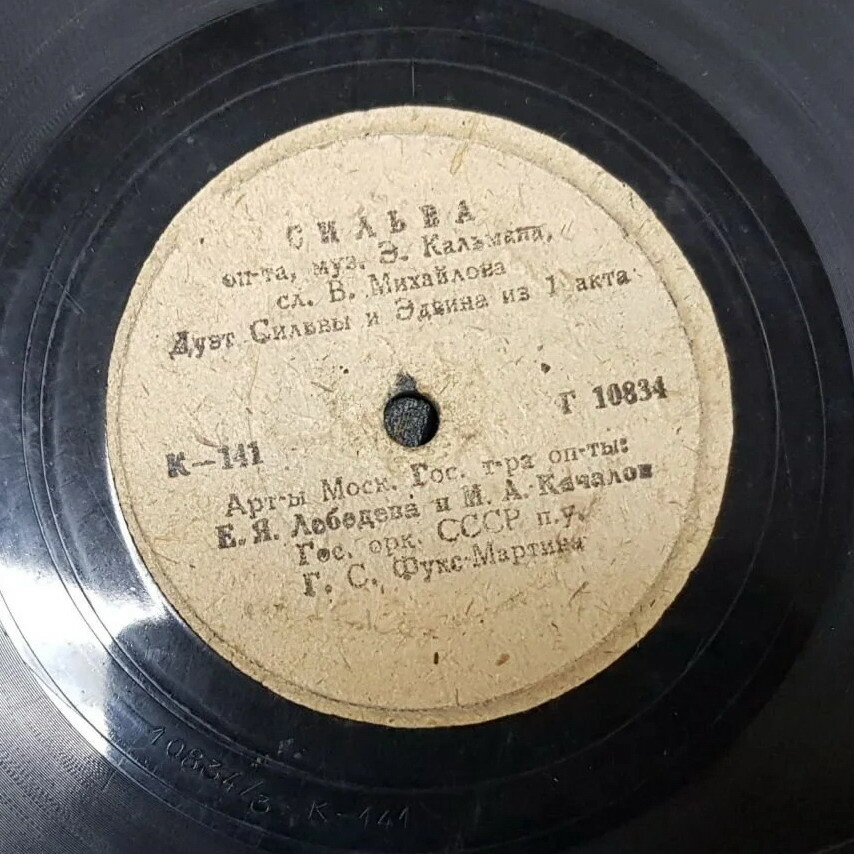 СИЛЬВА
оп-та, муз. Э. Кальмана,
сл. В. Михайлова
Дуэт Сильвы и Эдвина из 1 акта
Г 10834
К—141
Арт-ы Моск. Гос. т-ра оп-ты:
Е. Я. Лебедева и М. А. Качалов
Гос. орк. СССР п.у.
Г. С. Фукс-Мартина
10834/3 К-141